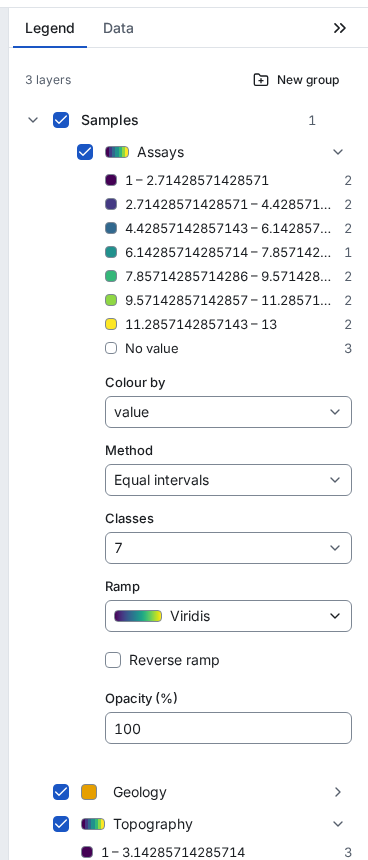 Legend Data
3 layers New group
Samples 1
Assays
1 – 2.71428571428571 2
2.71428571428571 – 4.428571... 2
4.42857142857143 – 6.142857... 2
6.14285714285714 – 7.857142... 1
7.85714285714286 – 9.571428... 2
9.57142857142857 – 11.28571... 2
11.2857142857143 – 13 2
No value 3
Colour by
value
Method
Equal intervals
Classes
7
Ramp
Viridis
Reverse ramp
Opacity (%)
100
Geology
Topography
1 – 3.14285714285714 3